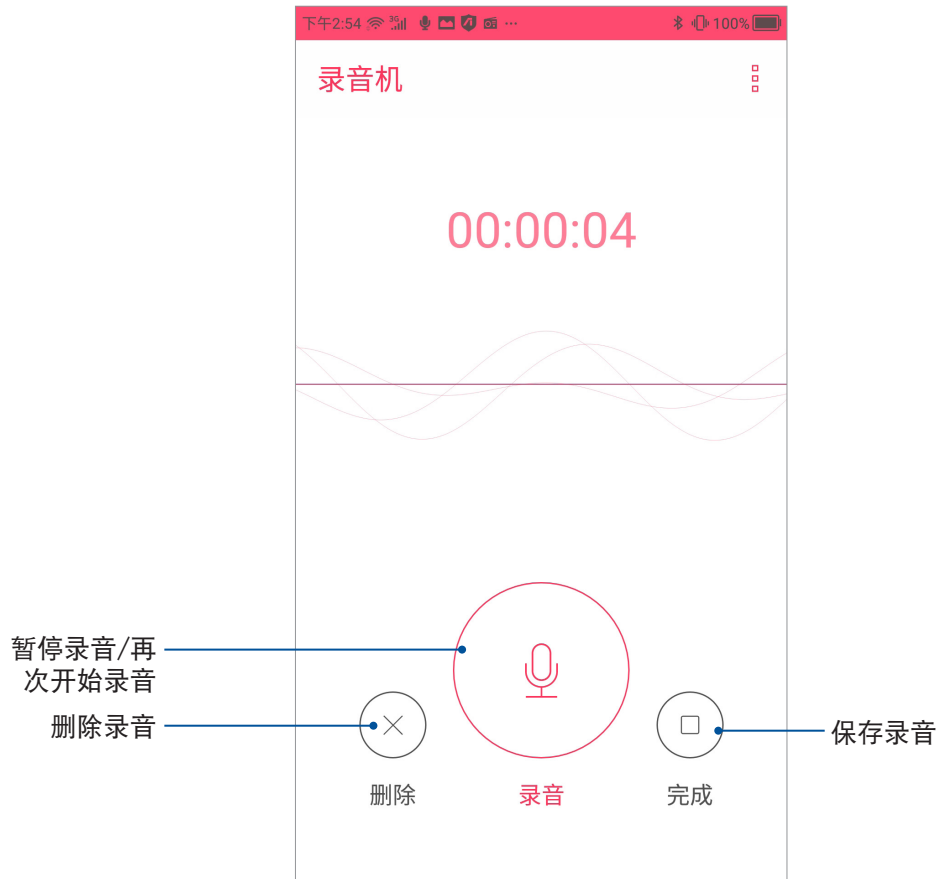 下午2:54 3G ··· 100%
录音机
00:00:04
暂停录音/再
次开始录音
删除录音
保存录音
删除 录音 完成